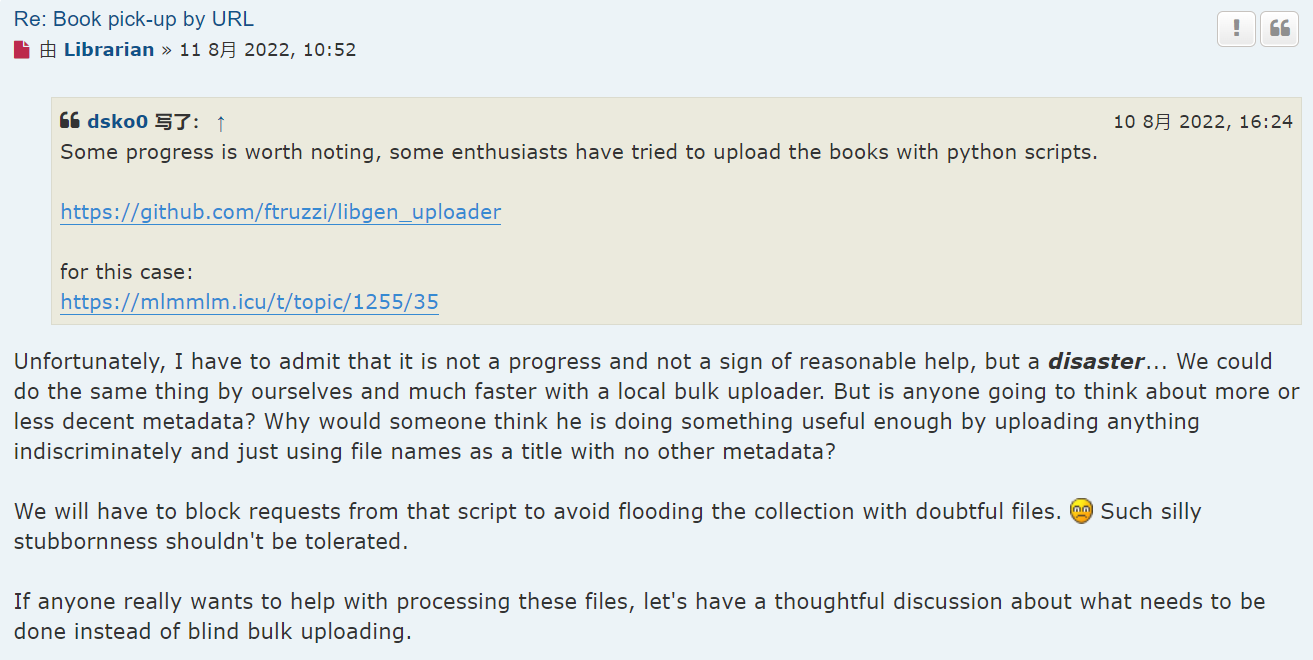 Re: Book pick-up by URL
由 Librarian » 11 8月 2022, 10:52
dsko0 写了: ↑ 10 8月 2022, 16:24
Some progress is worth noting, some enthusiasts have tried to upload the books with python scripts.
https://github.com/ftruzzi/libgen_uploader
for this case:
https://mlmmlm.icu/t/topic/1255/35
Unfortunately, I have to admit that it is not a progress and not a sign of reasonable help, but a disaster... We could
do the same thing by ourselves and much faster with a local bulk uploader. But is anyone going to think about more or
less decent metadata? Why would someone think he is doing something useful enough by uploading anything
indiscriminately and just using file names as a title with no other metadata?
We will have to block requests from that script to avoid flooding the collection with doubtful files. Such silly
stubbornness shouldn't be tolerated.
If anyone really wants to help with processing these files, let's have a thoughtful discussion about what needs to be
done instead of blind bulk uploading.